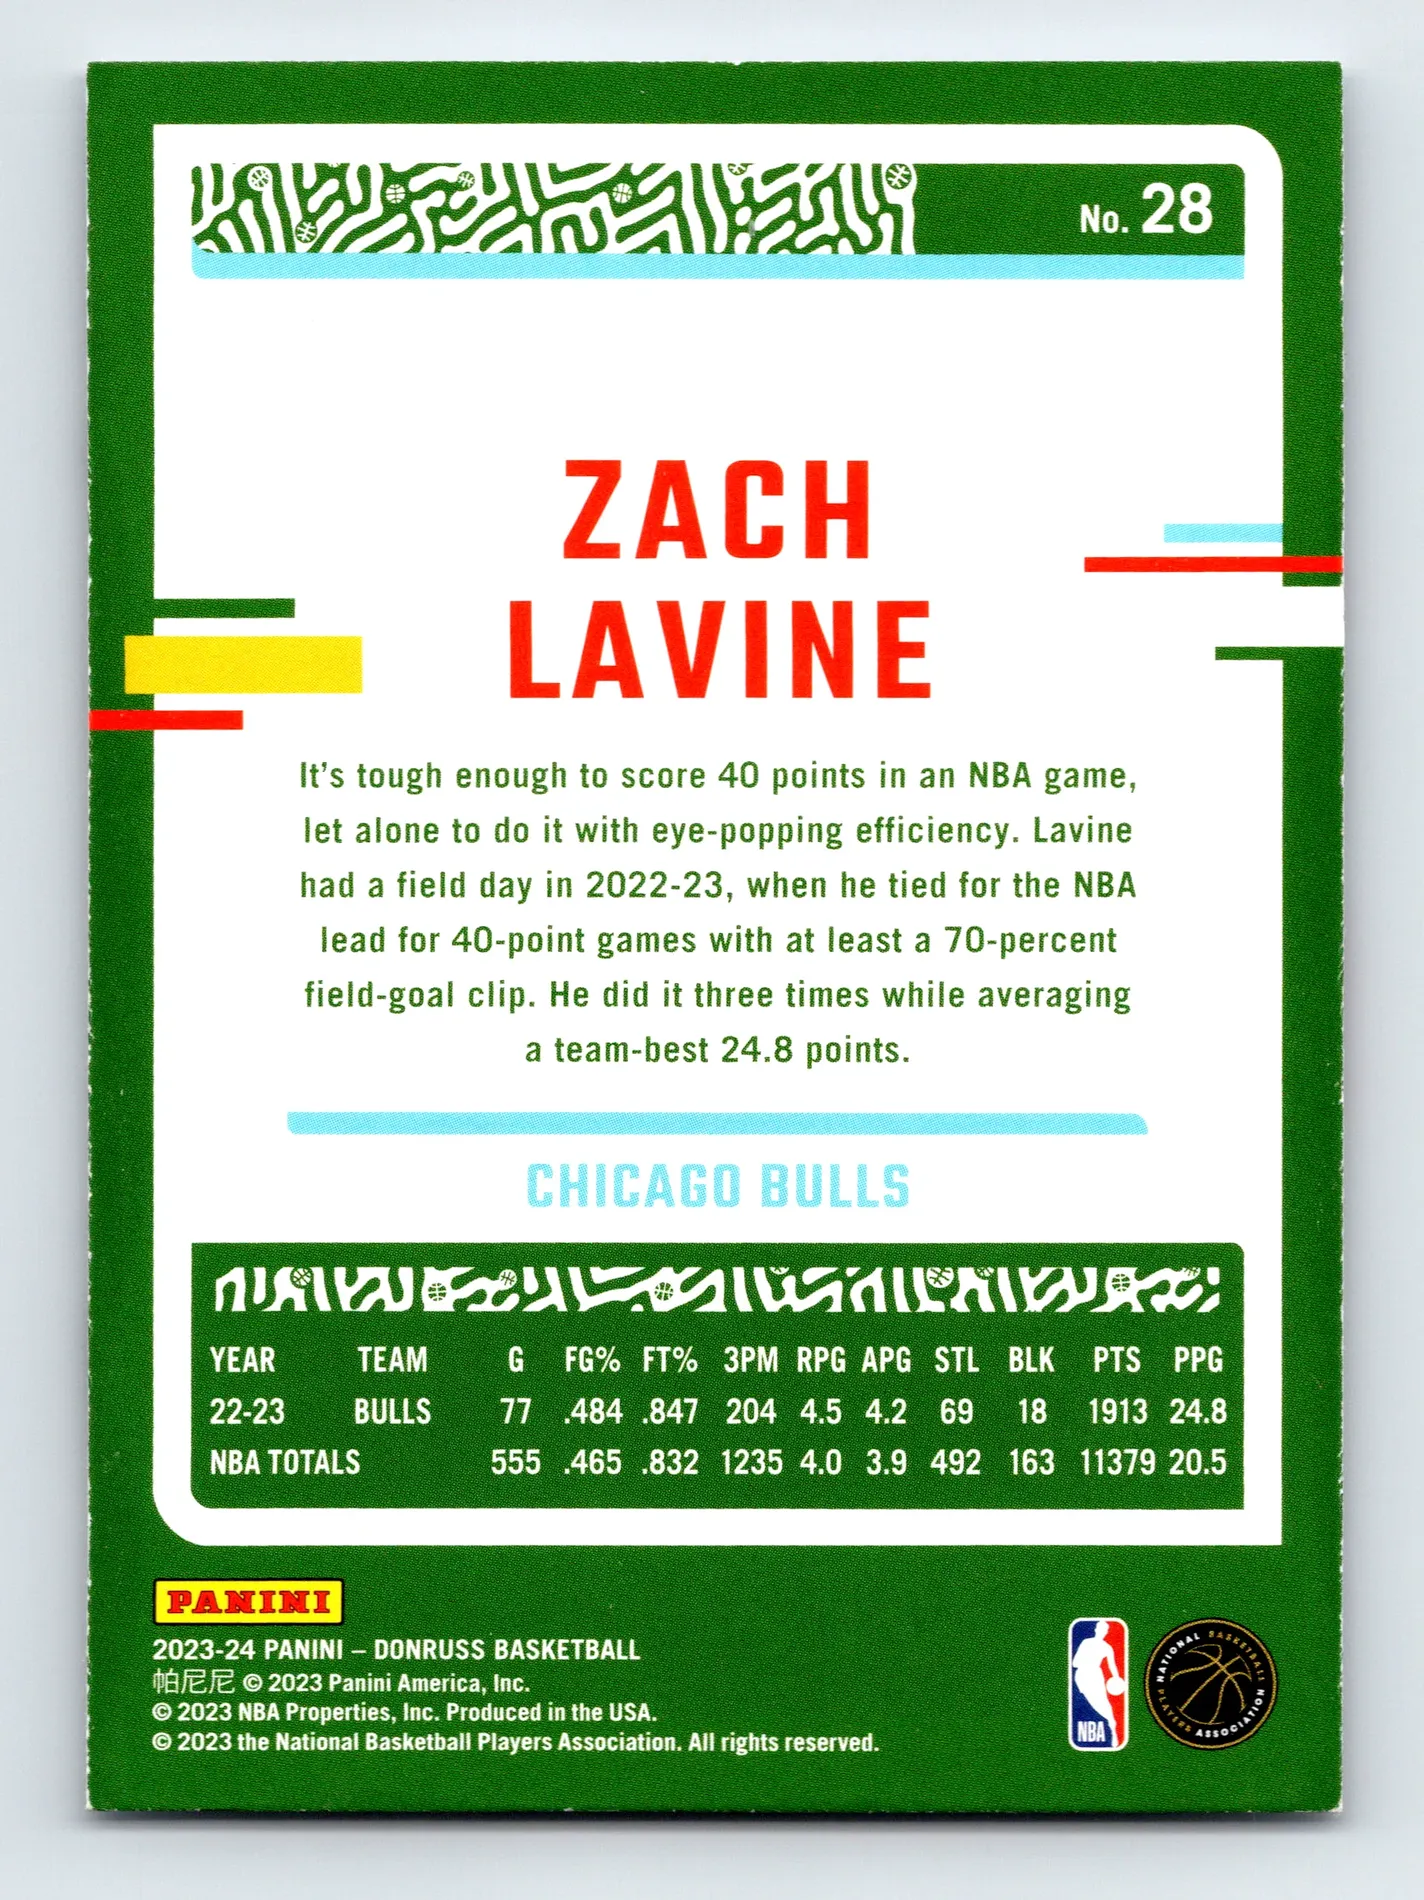 No. 28
ZACH
LAVINE
It's tough enough to score 40 points in an NBA game,
let alone to do it with eye-popping efficiency. Lavine
had a field day in 2022-23, when he tied for the NBA
lead for 40-point games with at least a 70-percent
field-goal clip. He did it three times while averaging
a team-best 24.8 points.
CHICAGO BULLS
YEAR TEAM G FG% FT% 3PM RPG APG STL BLK PTS PPG
22-23 BULLS 77 .484 .847 204 4.5 4.2 69 18 1913 24.8
NBA TOTALS 555 .465 .832 1235 4.0 3.9 492 163 11379 20.5
PANINI
2023-24 PANINI – DONRUSS BASKETBALL
帕尼尼 © 2023 Panini America, Inc.
© 2023 NBA Properties, Inc. Produced in the USA.
© 2023 the National Basketball Players Association. All rights reserved.
NBA
NATIONAL BASKETBALL
PLAYERS ASSOCIATION